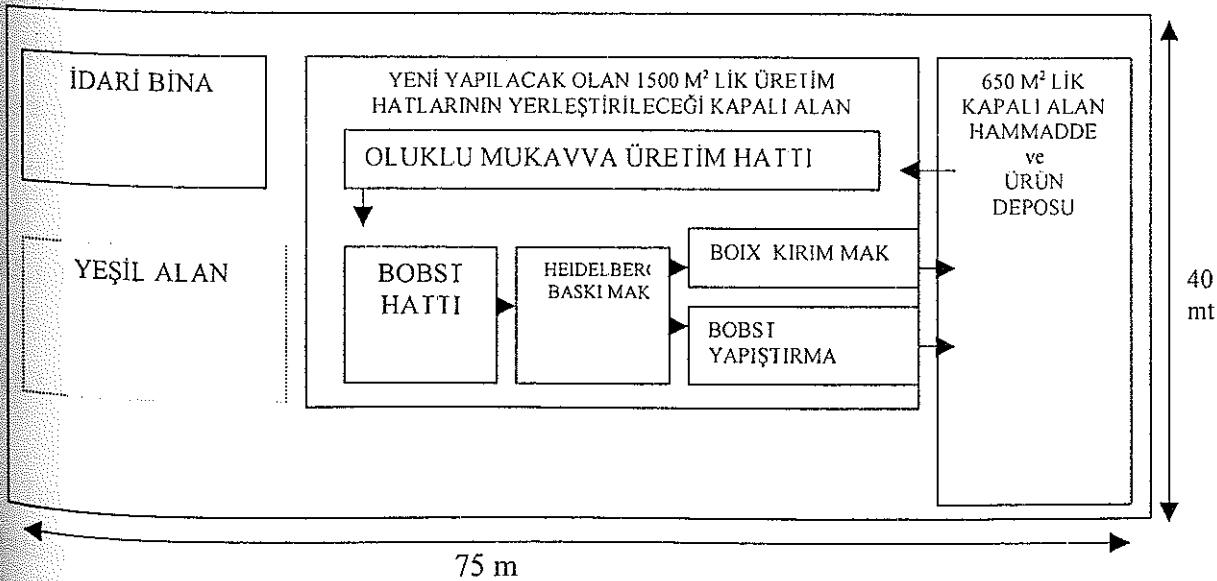 İDARİ BİNA
YENİ YAPILACAK OLAN 1500 M² LİK ÜRETİM
HATLARININ YERLEŞTİRİLECEĞİ KAPALI ALAN
OLUKLU MUKAVVA ÜRETİM HATTI
650 M² LİK
KAPALI ALAN
HAMMADDE
ve
ÜRÜN
DEPOSU
YEŞİL ALAN
BOBST
HATTI
HEIDELBERG
BASKI MAK
BOIX KIRIM MAK
BOBST
YAPIŞTIRMA
40
mt
75 m